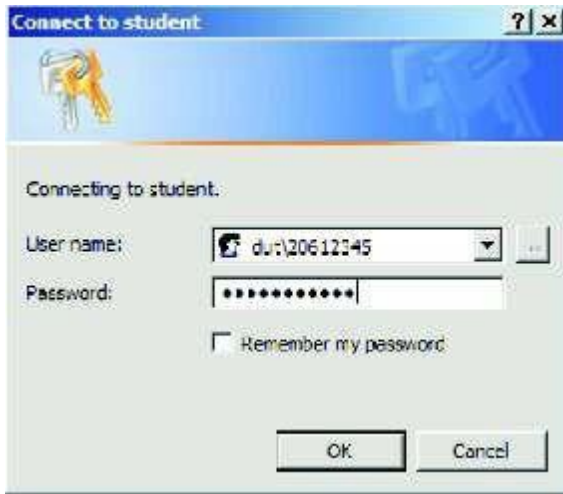 Connect to student
Connecting to student.
User name: dut\20612345
Password: •••••••••••
Remember my password
OK Cancel